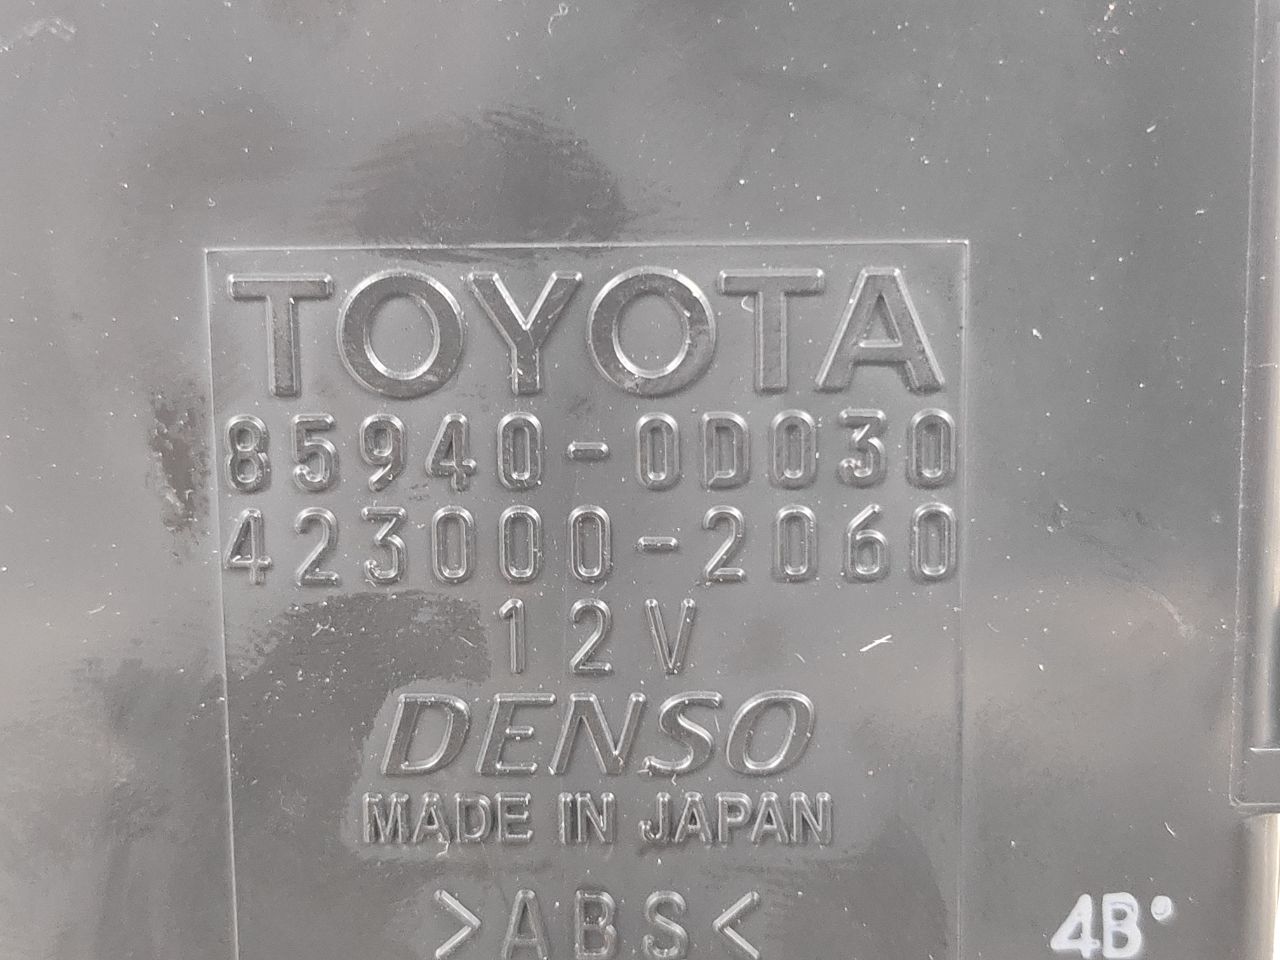 TOYOTA
85940-0D030
423000-2060
12V
DENSO
MADE IN JAPAN
>ABS<
4B°